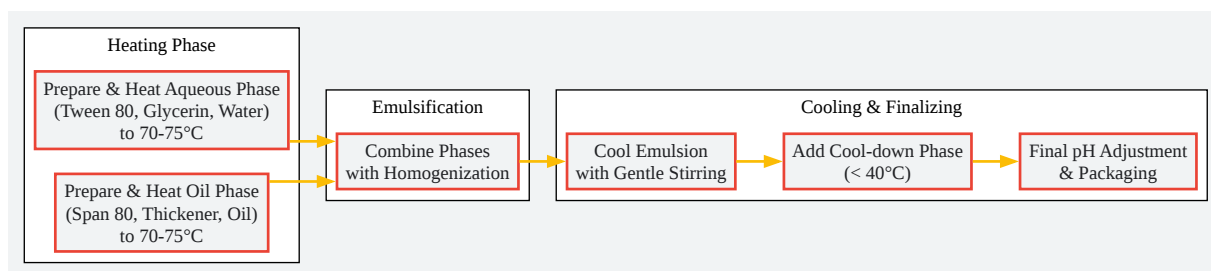 Heating Phase
Prepare & Heat Aqueous Phase
(Tween 80, Glycerin, Water)
to 70-75°C
Prepare & Heat Oil Phase
(Span 80, Thickener, Oil)
to 70-75°C
Emulsification
Combine Phases
with Homogenization
Cooling & Finalizing
Cool Emulsion
with Gentle Stirring
Add Cool-down Phase
(< 40°C)
Final pH Adjustment
& Packaging